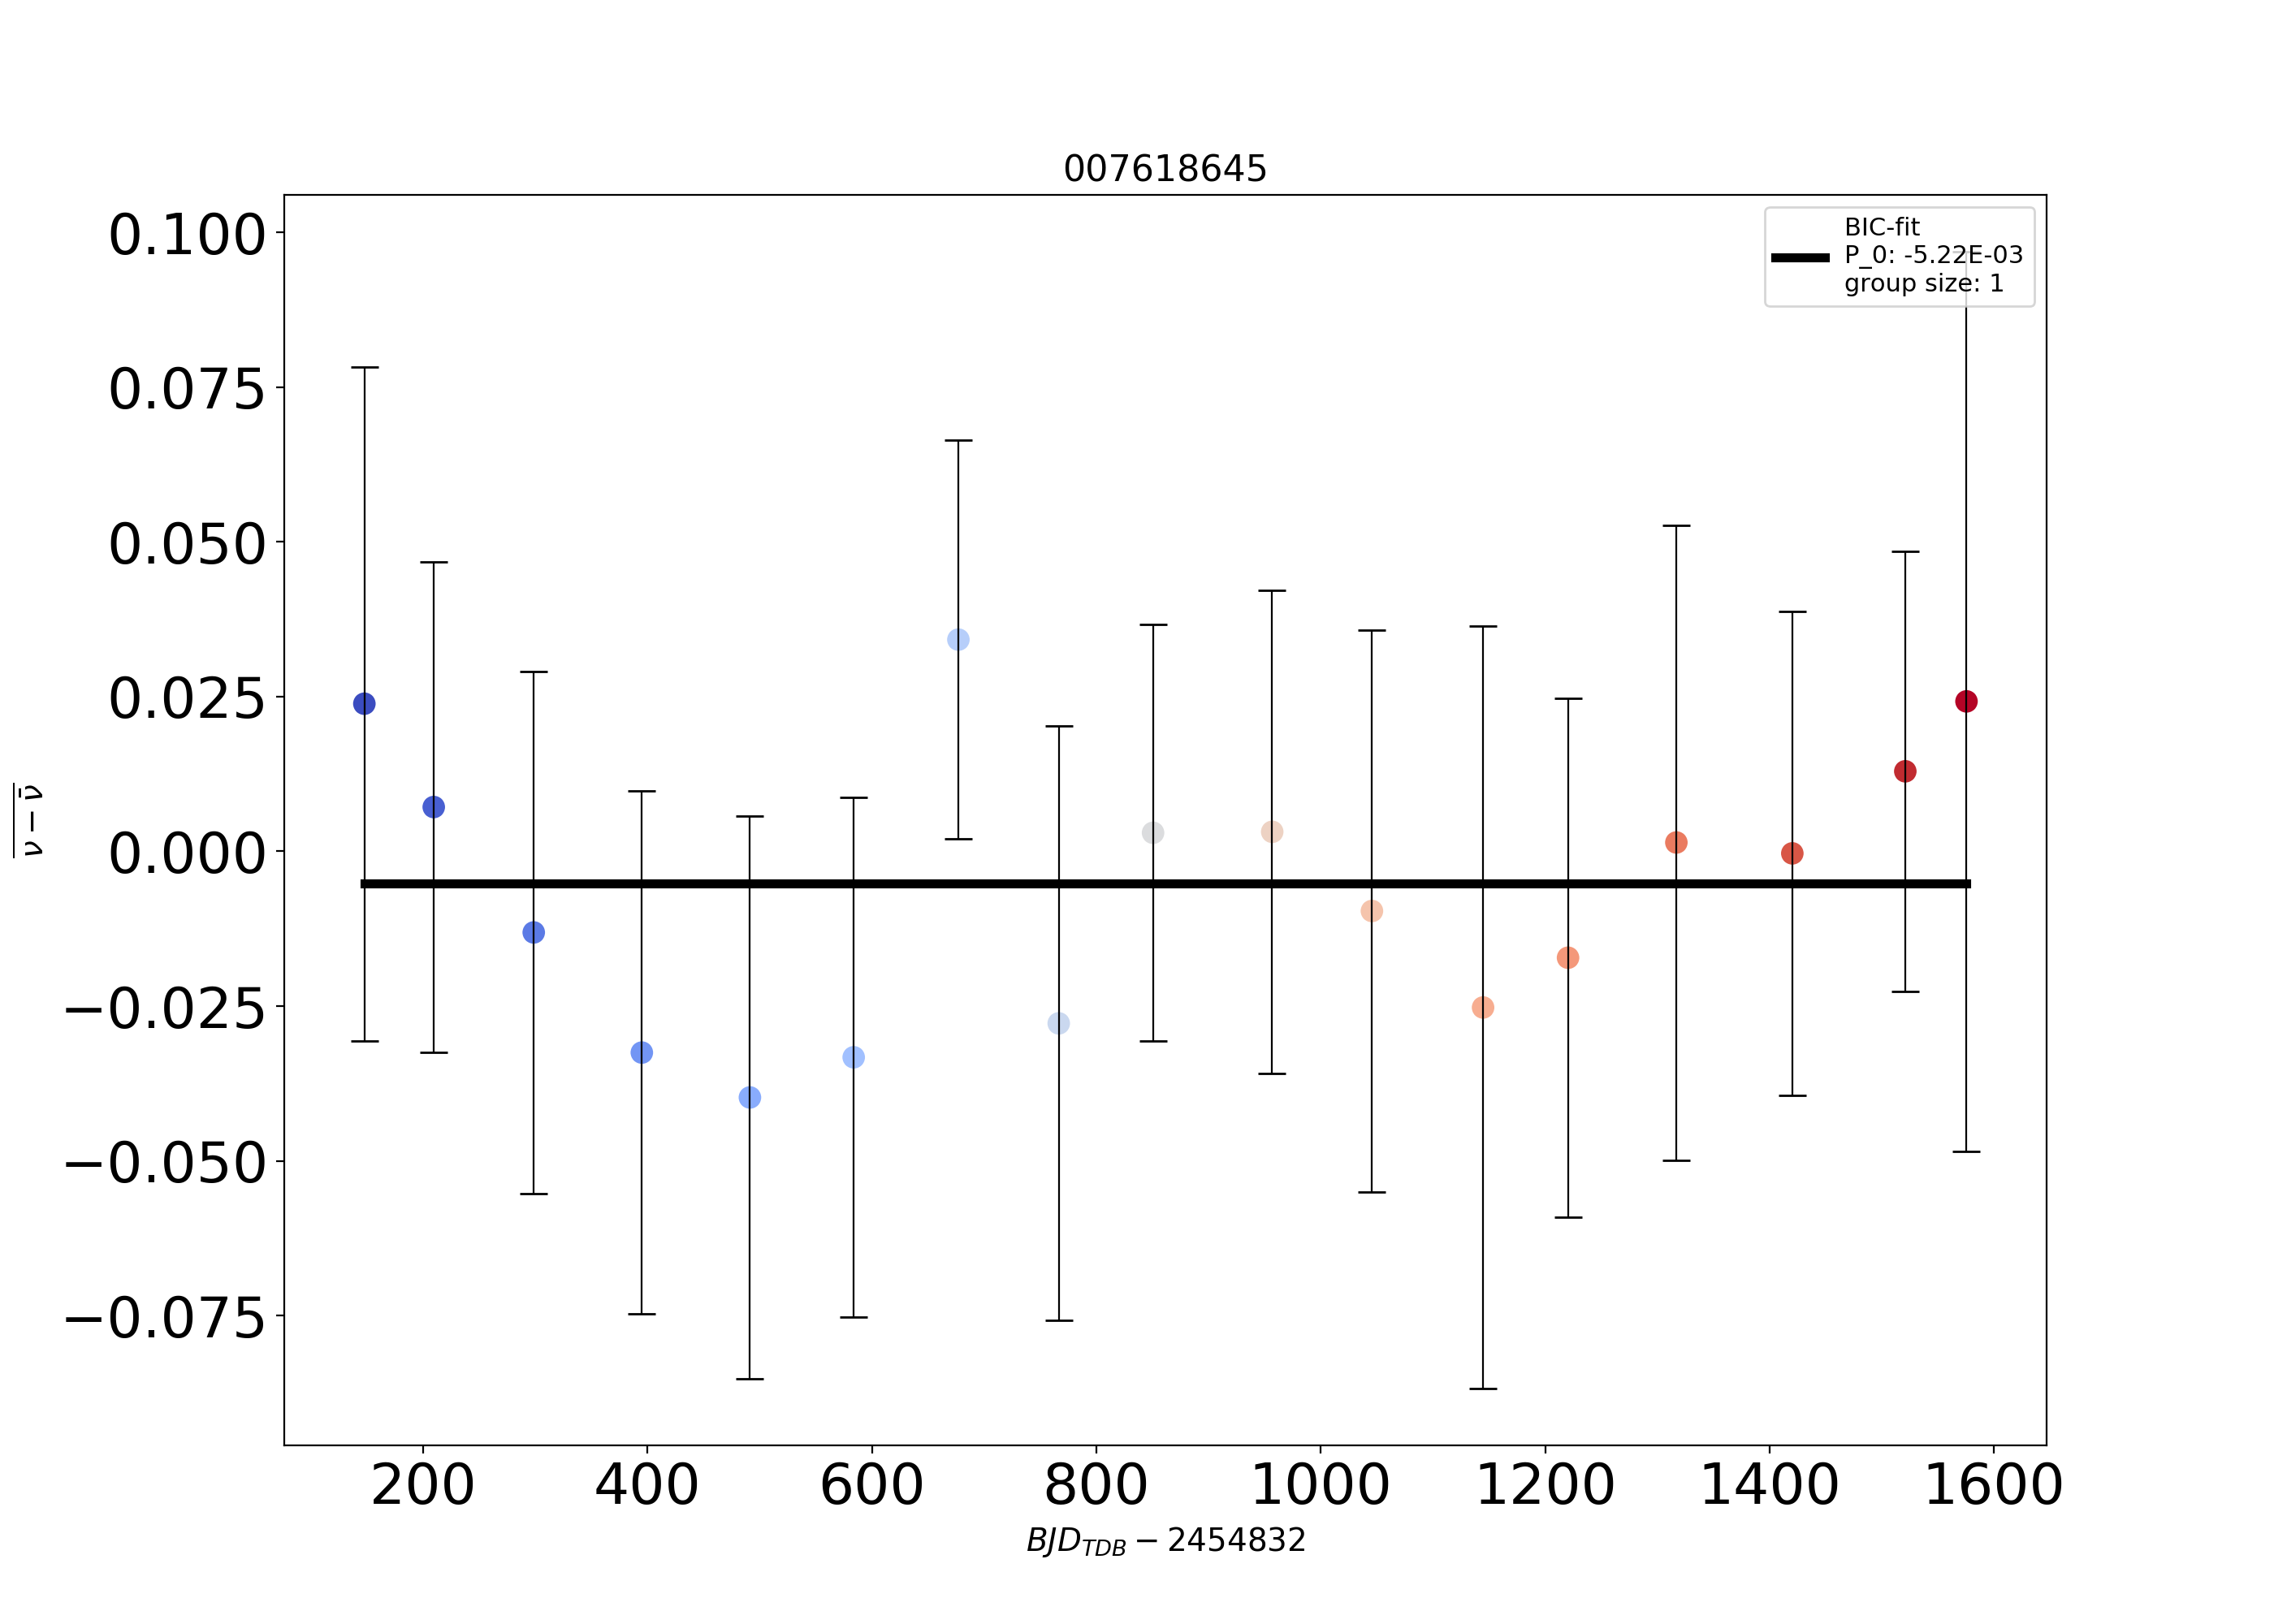 007618645
BIC-fit
P_0: -5.22E-03
group size: 1
0.100
0.075
0.050
0.025
0.000
−0.025
−0.050
−0.075
ν − ν̄
200 400 600 800 1000 1200 1400 1600
BJD_TDB − 2454832